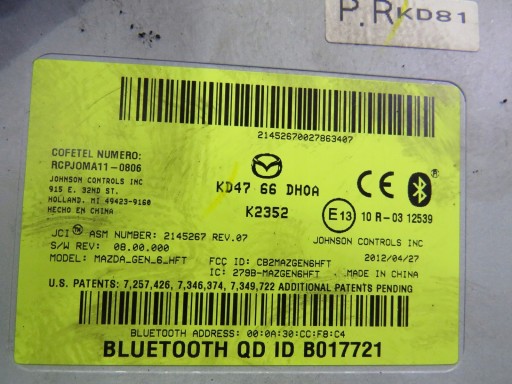 P.RKD81
21452670027863407
COFETEL NUMERO:
RCPJOMA11-0806
JOHNSON CONTROLS INC
915 E. 32ND ST.
HOLLAND, MI 49423-9160
HECHO EN CHINA
KD47 66 DH0A
K2352
CE
E13 10 R-03 12539
JCI TM ASM NUMBER: 2145267 REV.07
S/W REV: 08.00.000
MODEL: MAZDA_GEN_6_HFT
JOHNSON CONTROLS INC
FCC ID: CB2MAZGEN6HFT 2012/04/27
IC: 279B-MAZGEN6HFT MADE IN CHINA
U.S. PATENTS: 7,257,426, 7,346,374, 7,349,722 ADDITIONAL PATENTS PENDING
BLUETOOTH ADDRESS: 00:0A:30:CC:F8:C4
BLUETOOTH QD ID B017721